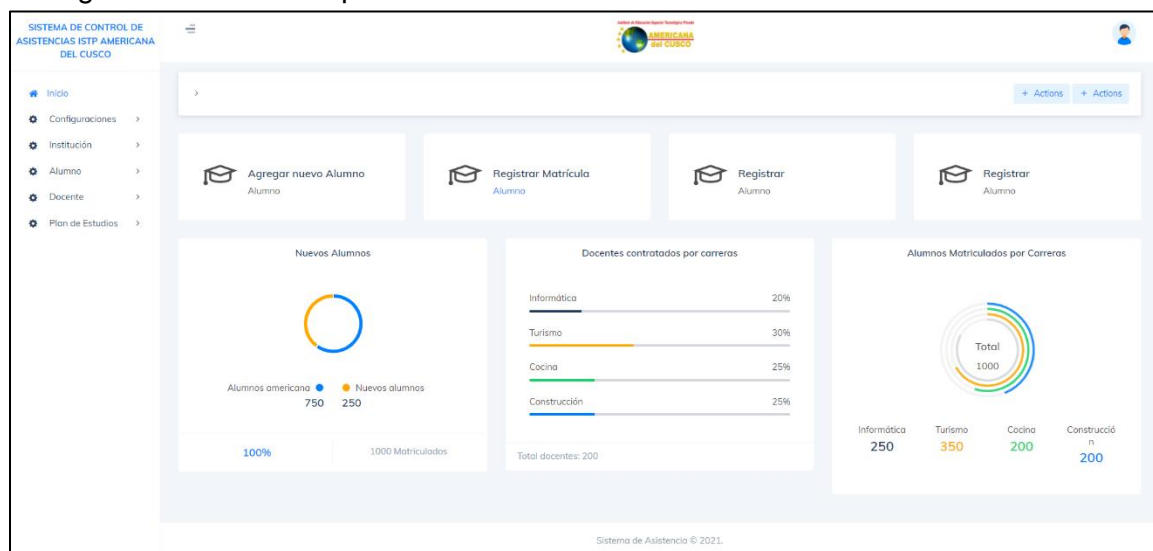 SISTEMA DE CONTROL DE
ASISTENCIAS ISTP AMERICANA
DEL CUSCO
Inicio
Configuraciones >
Institución >
Alumno >
Docente >
Plan de Estudios >
AMERICANA
del CUSCO
>
+ Actions + Actions
Agregar nuevo Alumno
Alumno
Registrar Matrícula
Alumno
Registrar
Alumno
Registrar
Alumno
Nuevos Alumnos
Alumnos americana
750
Nuevos alumnos
250
100%
1000 Matriculados
Docentes contratados por carreras
Informática 20%
Turismo 30%
Cocina 25%
Construcción 25%
Total docentes: 200
Alumnos Matriculados por Carreras
Total
1000
Informática
250
Turismo
350
Cocina
200
Construcció
n
200
Sistema de Asistencia © 2021.